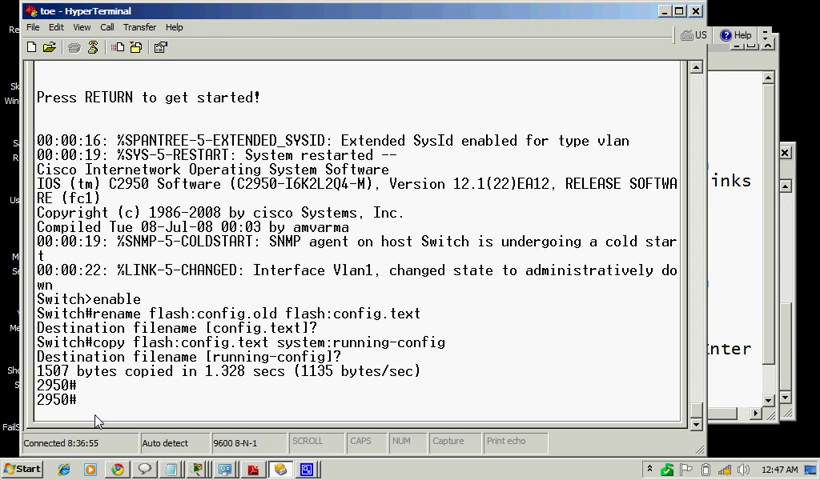 toe - HyperTerminal
File Edit View Call Transfer Help
US Help
Press RETURN to get started!
00:00:16: %SPANTREE-5-EXTENDED_SYSID: Extended SysId enabled for type vlan
00:00:19: %SYS-5-RESTART: System restarted --
Cisco Internetwork Operating System Software
IOS (tm) C2950 Software (C2950-I6K2L2Q4-M), Version 12.1(22)EA12, RELEASE SOFTWA
RE (fc1)
Copyright (c) 1986-2008 by cisco Systems, Inc.
Compiled Tue 08-Jul-08 00:03 by amvarma
00:00:19: %SNMP-5-COLDSTART: SNMP agent on host Switch is undergoing a cold star
t
00:00:22: %LINK-5-CHANGED: Interface Vlan1, changed state to administratively do
wn
Switch>enable
Switch#rename flash:config.old flash:config.text
Destination filename [config.text]?
Switch#copy flash:config.text system:running-config
Destination filename [running-config]?
1507 bytes copied in 1.328 secs (1135 bytes/sec)
2950#
2950#
inks
Enter
Connected 8:36:55 Auto detect 9600 8-N-1 SCROLL CAPS NUM Capture Print echo
Start
12:47 AM